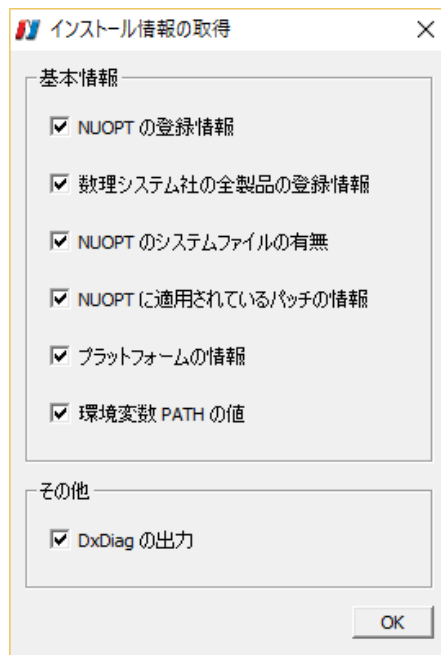 インストール情報の取得
基本情報
NUOPT の登録情報
数理システム社の全製品の登録情報
NUOPT のシステムファイルの有無
NUOPT に適用されているパッチの情報
プラットフォームの情報
環境変数 PATH の値
その他
DxDiag の出力
OK